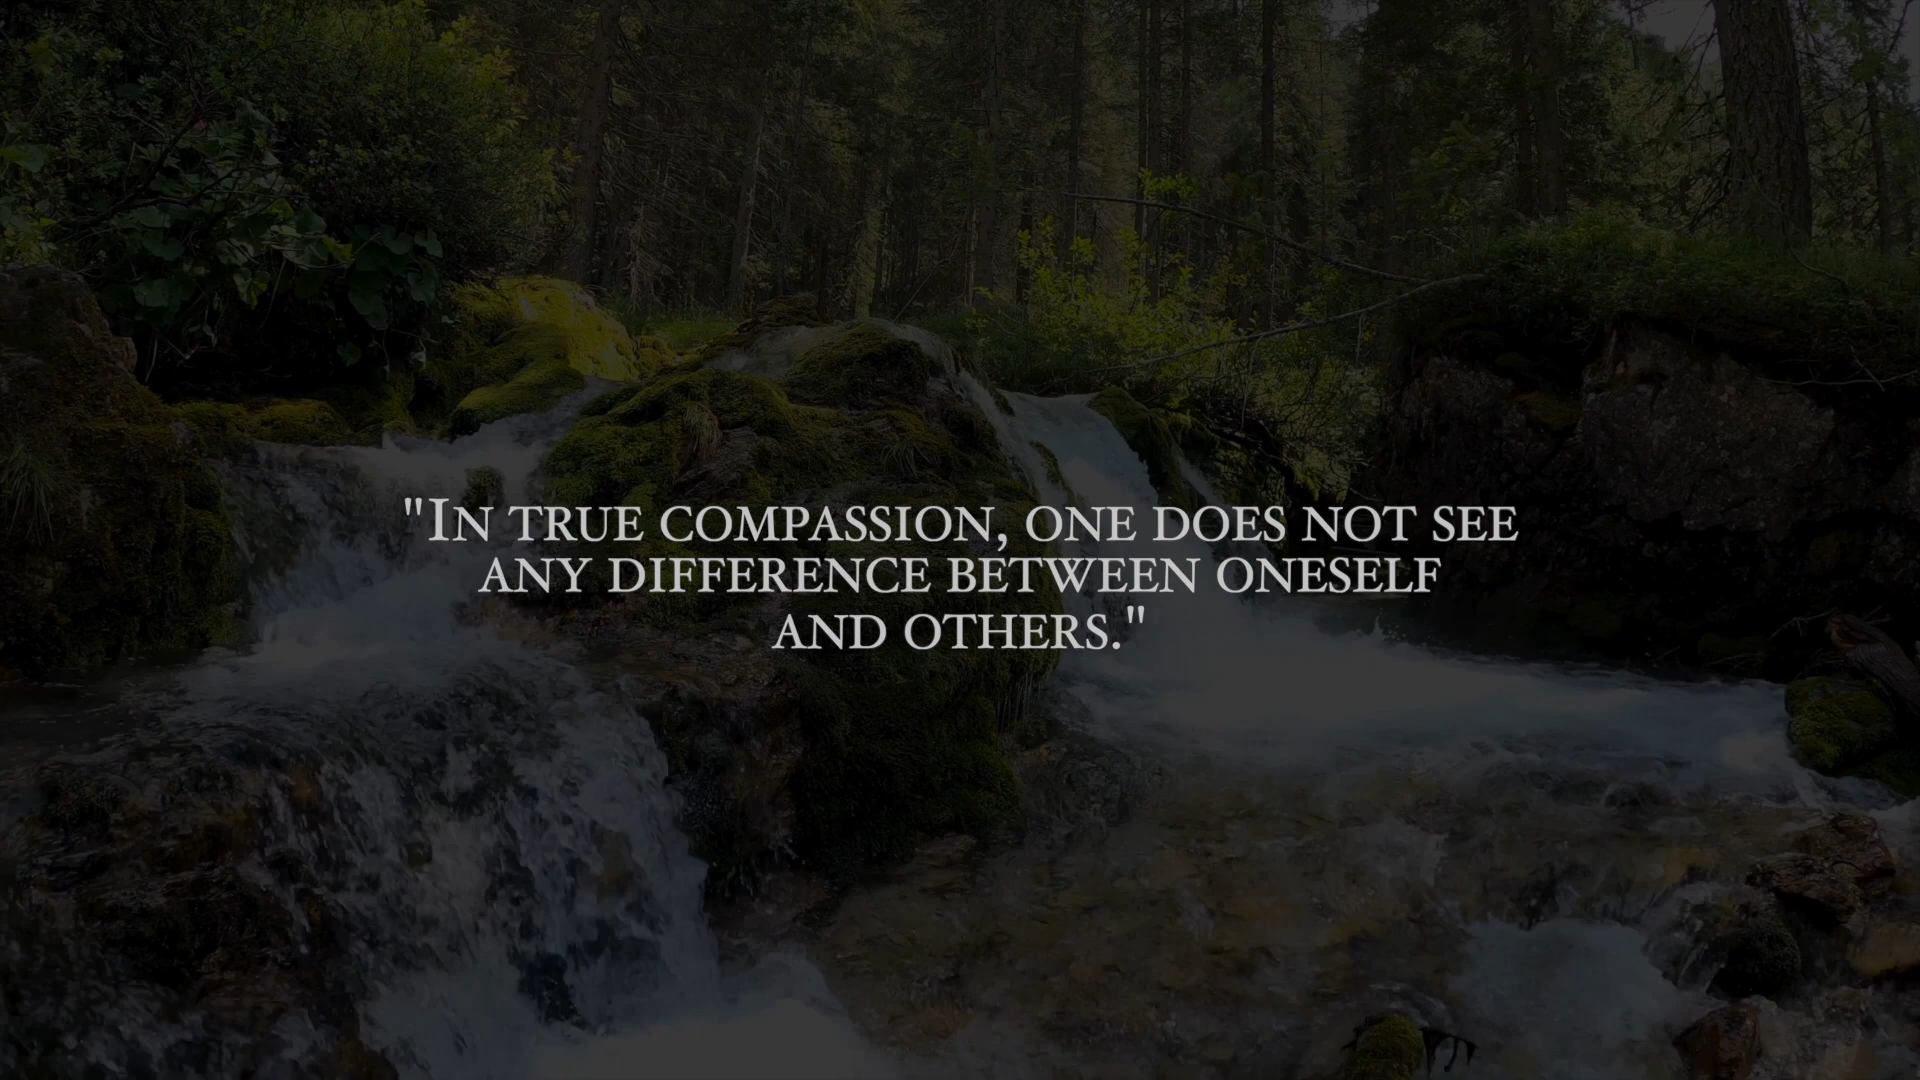 "In true compassion, one does not see
any difference between oneself
and others."